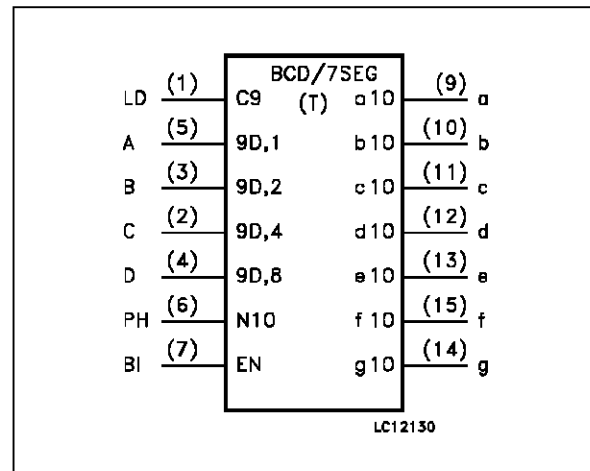 BCD/7SEG
(T)
LD (1) C9 a10 (9) a
A (5) 9D,1 b10 (10) b
B (3) 9D,2 c10 (11) c
C (2) 9D,4 d10 (12) d
D (4) 9D,8 e10 (13) e
PH (6) N10 f10 (15) f
BI (7) EN g10 (14) g
LC12130